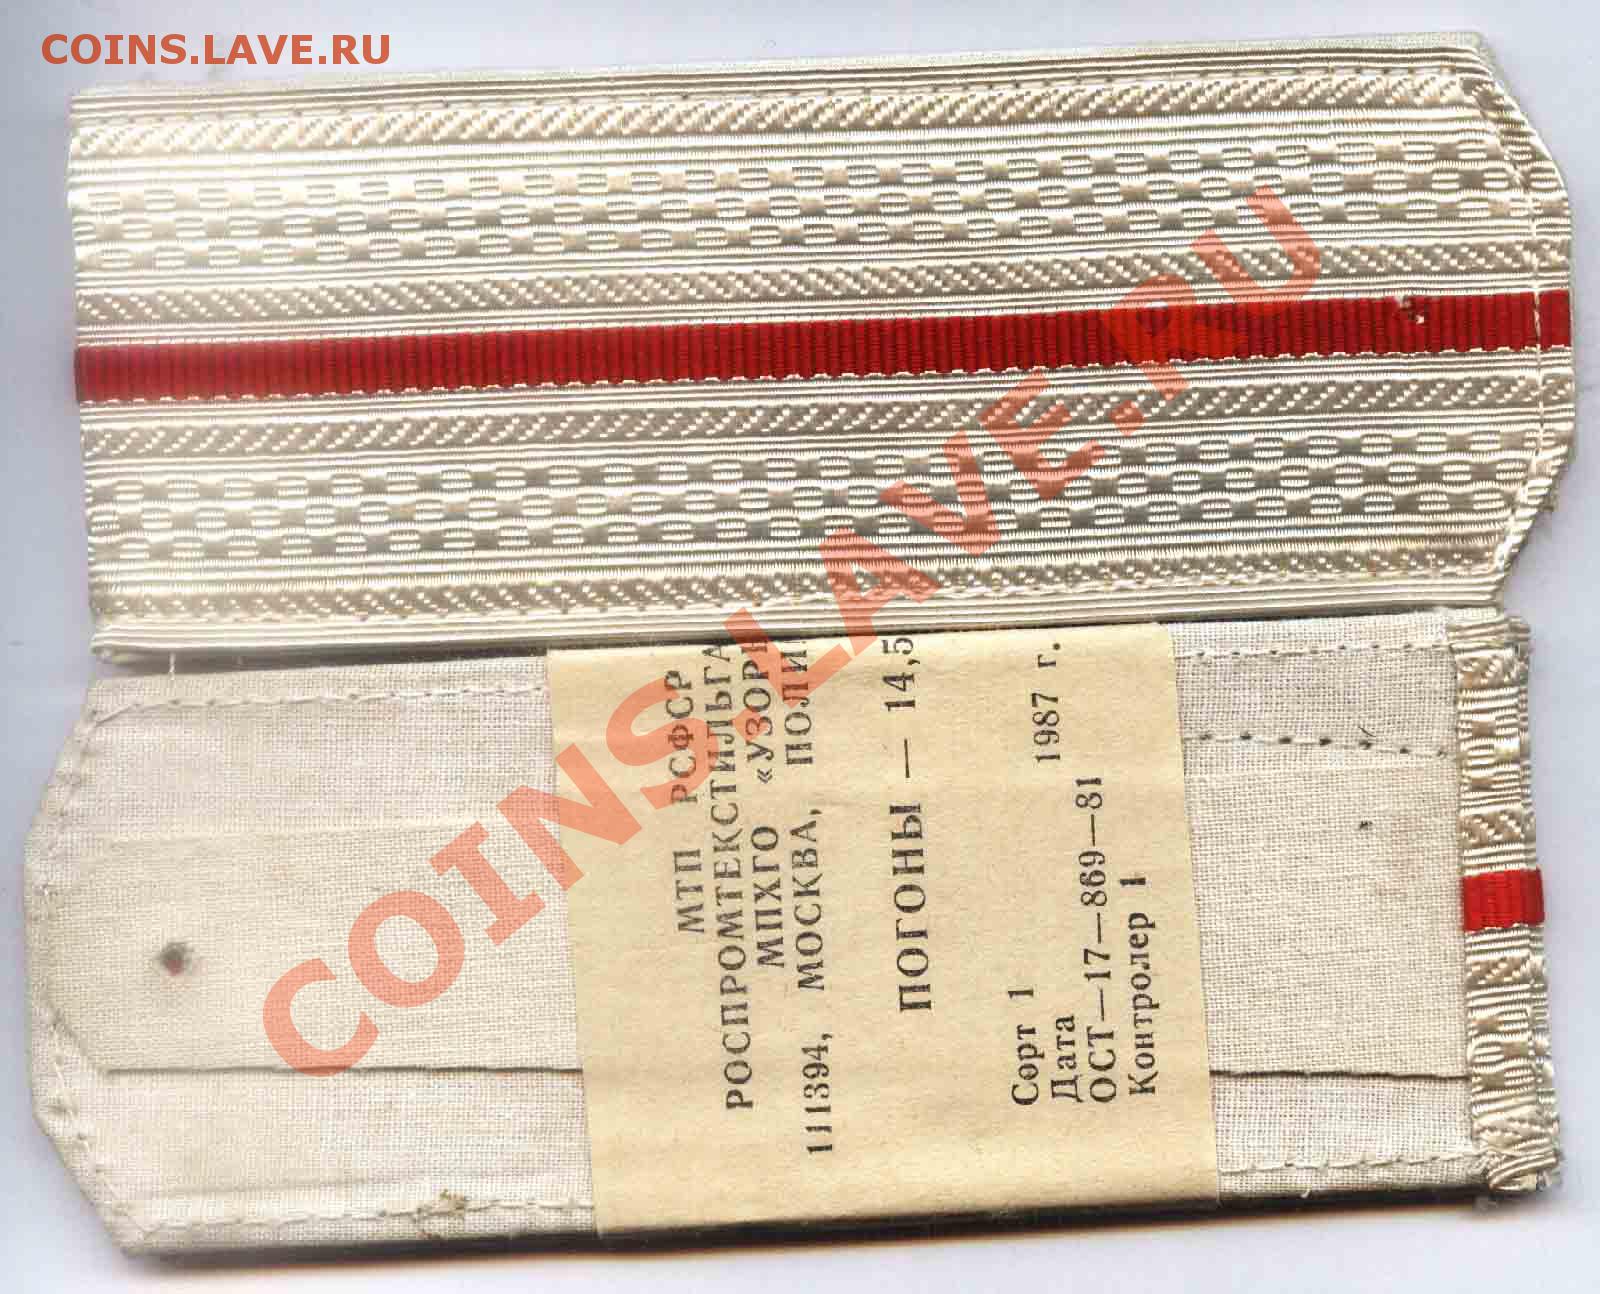 COINS.LAVE.RU
COINS.LAVE.RU
МТП РСФСР
РОСПРОМТЕКСТИЛЬГА
МПХГО «УЗОР
111394, МОСКВА, ПОЛИ
ПОГОНЫ — 14,5
Сорт 1
Дата 1987 г.
ОСТ—17—869—81
Контролер 1